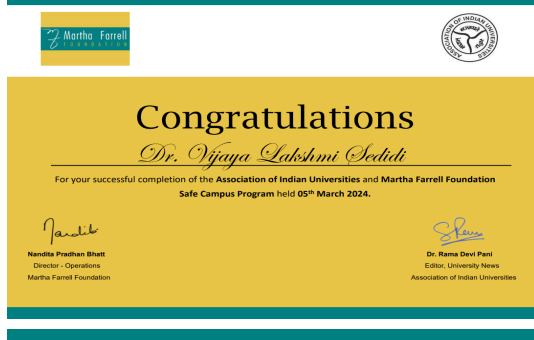 Martha Farrell
FOUNDATION
ASSOCIATION OF INDIAN UNIVERSITIES
Congratulations
Dr. Vijaya Lakshmi Sedidi
For your successful completion of the Association of Indian Universities and Martha Farrell Foundation
Safe Campus Program held 05th March 2024.
Nandita Pradhan Bhatt
Director - Operations
Martha Farrell Foundation
Dr. Rama Devi Pani
Editor, University News
Association of Indian Universities